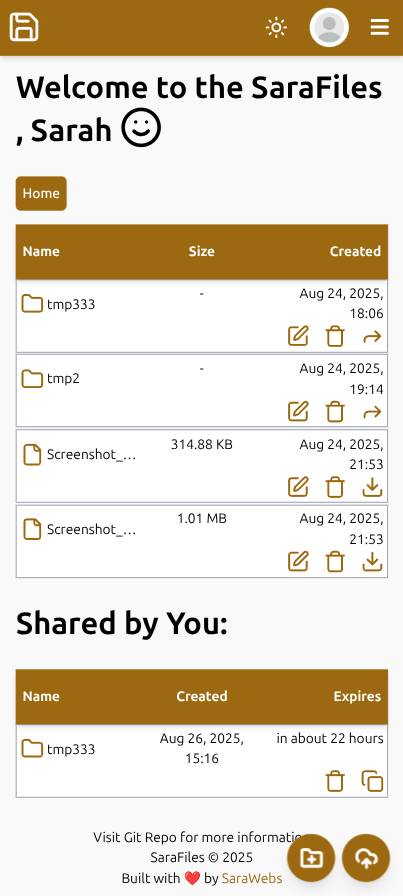 Welcome to the SaraFiles
, Sarah
Home
Name Size Created
tmp333 - Aug 24, 2025,
18:06
tmp2 - Aug 24, 2025,
19:14
Screenshot_... 314.88 KB Aug 24, 2025,
21:53
Screenshot_... 1.01 MB Aug 24, 2025,
21:53
Shared by You:
Name Created Expires
tmp333 Aug 26, 2025,
15:16 in about 22 hours
Visit Git Repo for more informatio
SaraFiles © 2025
Built with ❤️ by SaraWebs